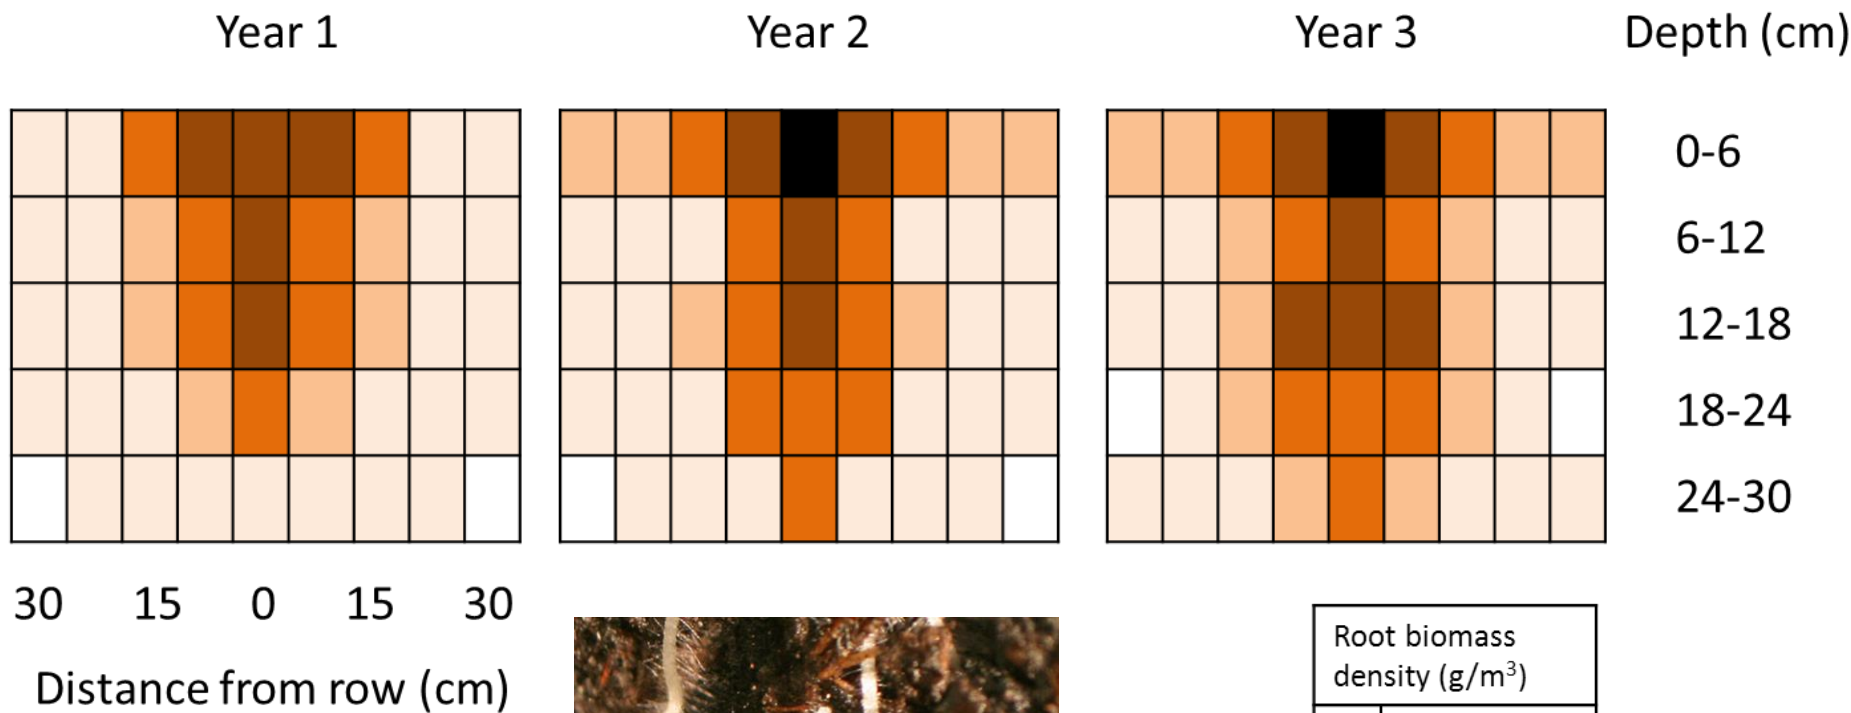 Year 1
Year 2
Year 3
Depth (cm)
0-6
6-12
12-18
18-24
24-30
30 15 0 15 30
Distance from row (cm)
Root biomass
density (g/m³)